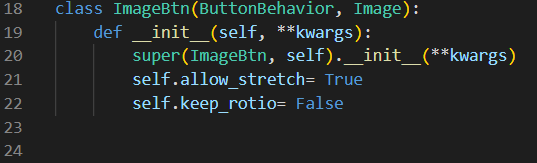 18 class ImageBtn(ButtonBehavior, Image):
19     def __init__(self, **kwargs):
20         super(ImageBtn, self).__init__(**kwargs)
21         self.allow_stretch= True
22         self.keep_rotio= False
23
24